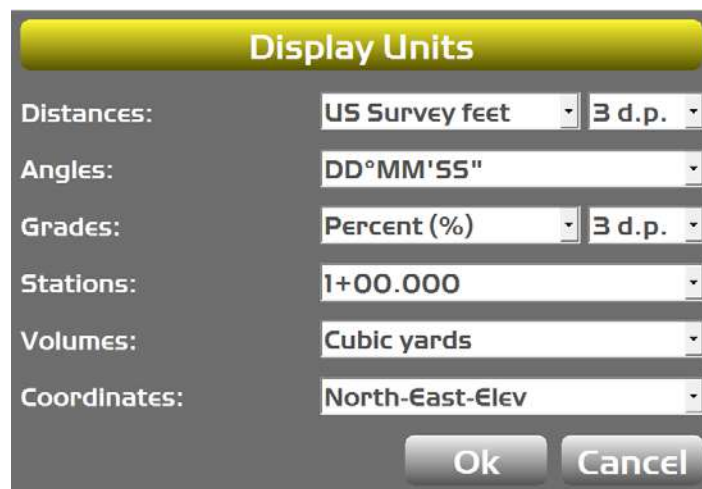 Display Units
Distances: US Survey feet 3 d.p.
Angles: DD°MM'SS"
Grades: Percent (%) 3 d.p.
Stations: 1+00.000
Volumes: Cubic yards
Coordinates: North-East-Elev
Ok Cancel